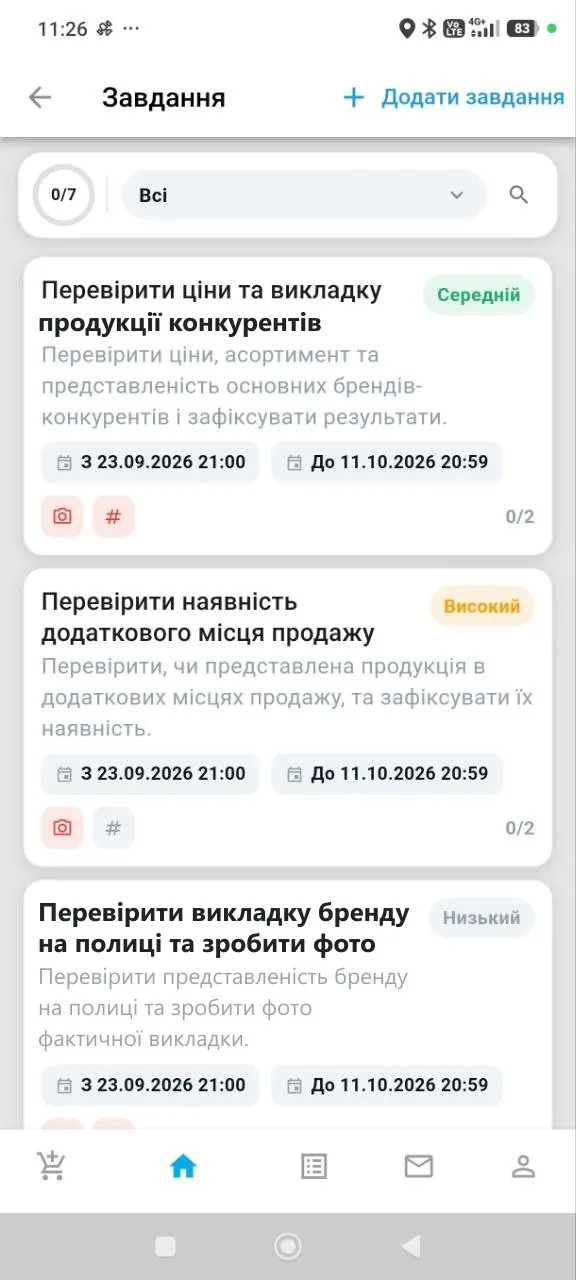 11:26
Vo LTE 4G+ 83
Завдання
+ Додати завдання
0/7
Всі
Перевірити ціни та викладку
продукції конкурентів
Середній
Перевірити ціни, асортимент та
представленість основних брендів-
конкурентів і зафіксувати результати.
З 23.09.2026 21:00
До 11.10.2026 20:59
#
0/2
Перевірити наявність
додаткового місця продажу
Високий
Перевірити, чи представлена продукція в
додаткових місцях продажу, та зафіксувати їх
наявність.
З 23.09.2026 21:00
До 11.10.2026 20:59
#
0/2
Перевірити викладку бренду
на полиці та зробити фото
Низький
Перевірити представленість бренду
на полиці та зробити фото
фактичної викладки.
З 23.09.2026 21:00
До 11.10.2026 20:59